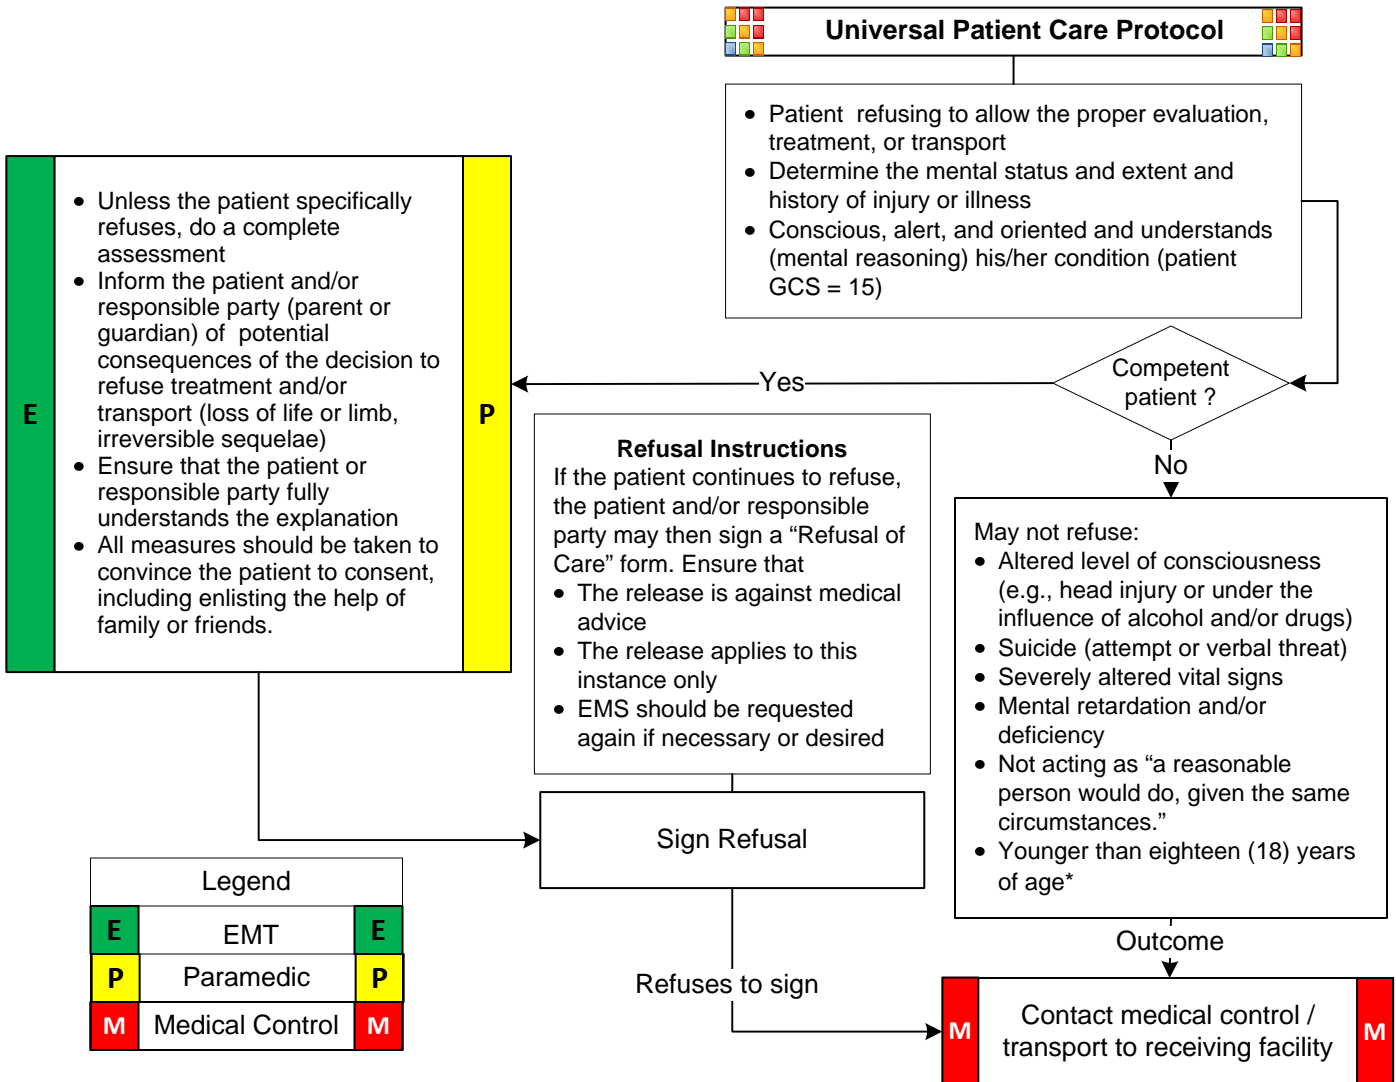 Universal Patient Care Protocol
• Patient refusing to allow the proper evaluation,
treatment, or transport
• Determine the mental status and extent and
history of injury or illness
• Conscious, alert, and oriented and understands
(mental reasoning) his/her condition (patient
GCS = 15)
Competent
patient ?
Yes
No
E
• Unless the patient specifically
refuses, do a complete
assessment
• Inform the patient and/or
responsible party (parent or
guardian) of potential
consequences of the decision to
refuse treatment and/or
transport (loss of life or limb,
irreversible sequelae)
• Ensure that the patient or
responsible party fully
understands the explanation
• All measures should be taken to
convince the patient to consent,
including enlisting the help of
family or friends.
P
Refusal Instructions
If the patient continues to refuse,
the patient and/or responsible
party may then sign a “Refusal of
Care” form. Ensure that
• The release is against medical
advice
• The release applies to this
instance only
• EMS should be requested
again if necessary or desired
Sign Refusal
May not refuse:
• Altered level of consciousness
(e.g., head injury or under the
influence of alcohol and/or drugs)
• Suicide (attempt or verbal threat)
• Severely altered vital signs
• Mental retardation and/or
deficiency
• Not acting as “a reasonable
person would do, given the same
circumstances.”
• Younger than eighteen (18) years
of age*
Outcome
Refuses to sign
M
Contact medical control /
transport to receiving facility
M
Legend
E EMT E
P Paramedic P
M Medical Control M